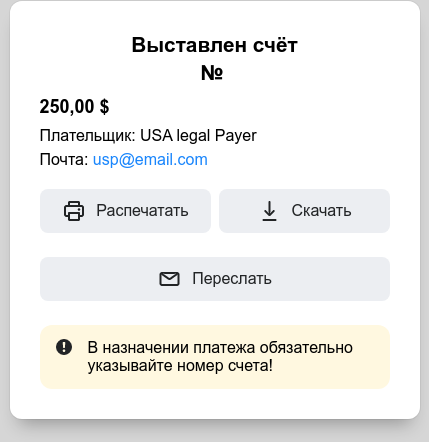 Выставлен счёт
№
250,00 $
Плательщик: USA legal Payer
Почта: usp@email.com
Распечатать
Скачать
Переслать
В назначении платежа обязательно
указывайте номер счета!